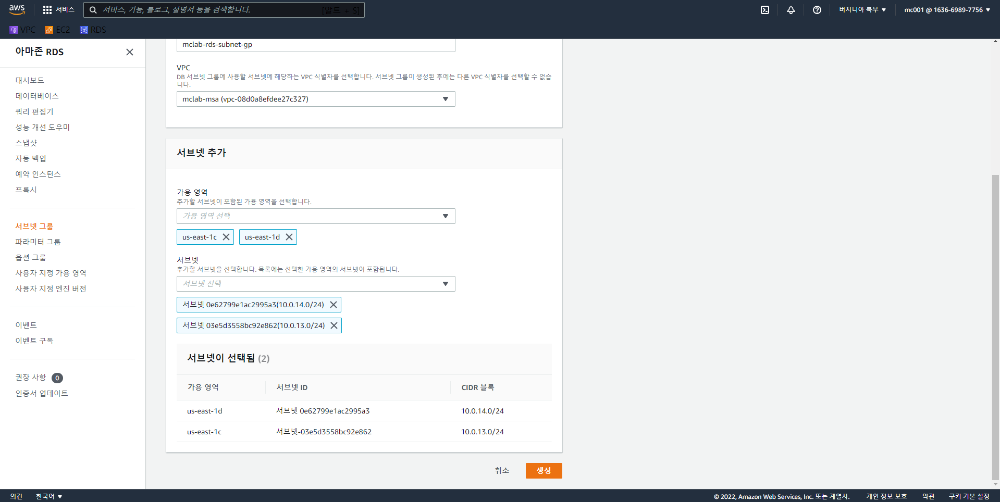 aws
서비스
서비스, 기능, 블로그, 설명서 등을 검색합니다.
[알트 + S]
버지니아 북부
mc001 @ 1636-6989-7756
VPC
EC2
RDS
아마존 RDS
대시보드
데이터베이스
쿼리 편집기
성능 개선 도우미
스냅샷
자동 백업
예약 인스턴스
프록시
서브넷 그룹
파라미터 그룹
옵션 그룹
사용자 지정 가용 영역
사용자 지정 엔진 버전
이벤트
이벤트 구독
권장 사항 0
인증서 업데이트
mclab-rds-subnet-gp
VPC
DB 서브넷 그룹에 사용할 서브넷에 해당하는 VPC 식별자를 선택합니다. 서브넷 그룹이 생성된 후에는 다른 VPC 식별자를 선택할 수 없습
니다.
mclab-msa (vpc-08d0a8efdee27c327)
서브넷 추가
가용 영역
추가할 서브넷이 포함된 가용 영역을 선택합니다.
가용 영역 선택
us-east-1c
us-east-1d
서브넷
추가할 서브넷을 선택합니다. 목록에는 선택한 가용 영역의 서브넷이 포함됩니다.
서브넷 선택
서브넷 0e62799e1ac2995a3(10.0.14.0/24)
서브넷 03e5d3558bc92e862(10.0.13.0/24)
서브넷이 선택됨 (2)
가용 영역 서브넷 ID CIDR 블록
us-east-1d 서브넷 0e62799e1ac2995a3 10.0.14.0/24
us-east-1c 서브넷-03e5d3558bc92e862 10.0.13.0/24
취소
생성
의견
한국어
© 2022, Amazon Web Services, Inc. 또는 계열사.
개인 정보 보호
약관
쿠키 기본 설정